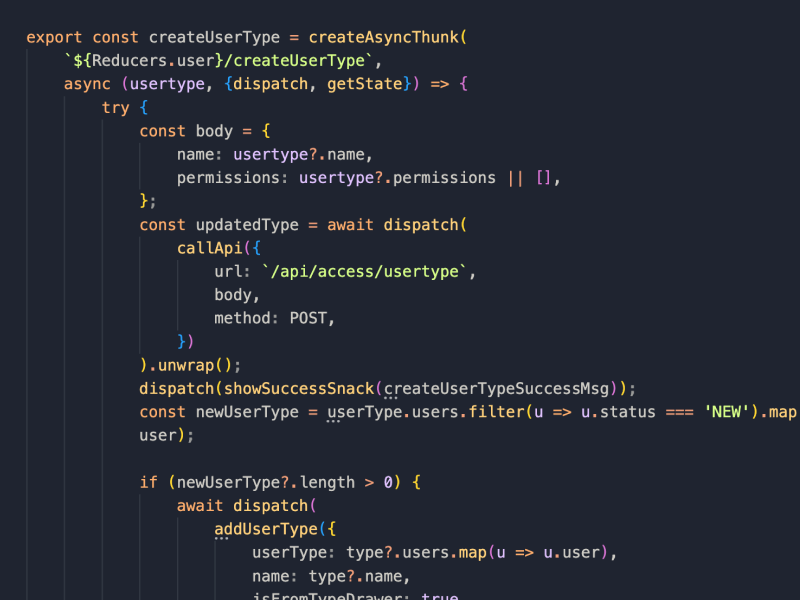 export const createUserType = createAsyncThunk(
`${Reducers.user}/createUserType`,
async (usertype, {dispatch, getState}) => {
try {
const body = {
name: usertype?.name,
permissions: usertype?.permissions || [],
};
const updatedType = await dispatch(
callApi({
url: `/api/access/usertype`,
body,
method: POST,
})
).unwrap();
dispatch(showSuccessSnack(createUserTypeSuccessMsg));
const newUserType = userType.users.filter(u => u.status === 'NEW').map
user);
if (newUserType?.length > 0) {
await dispatch(
addUserType({
userType: type?.users.map(u => u.user),
name: type?.name,
isFromTypeDrawer: true